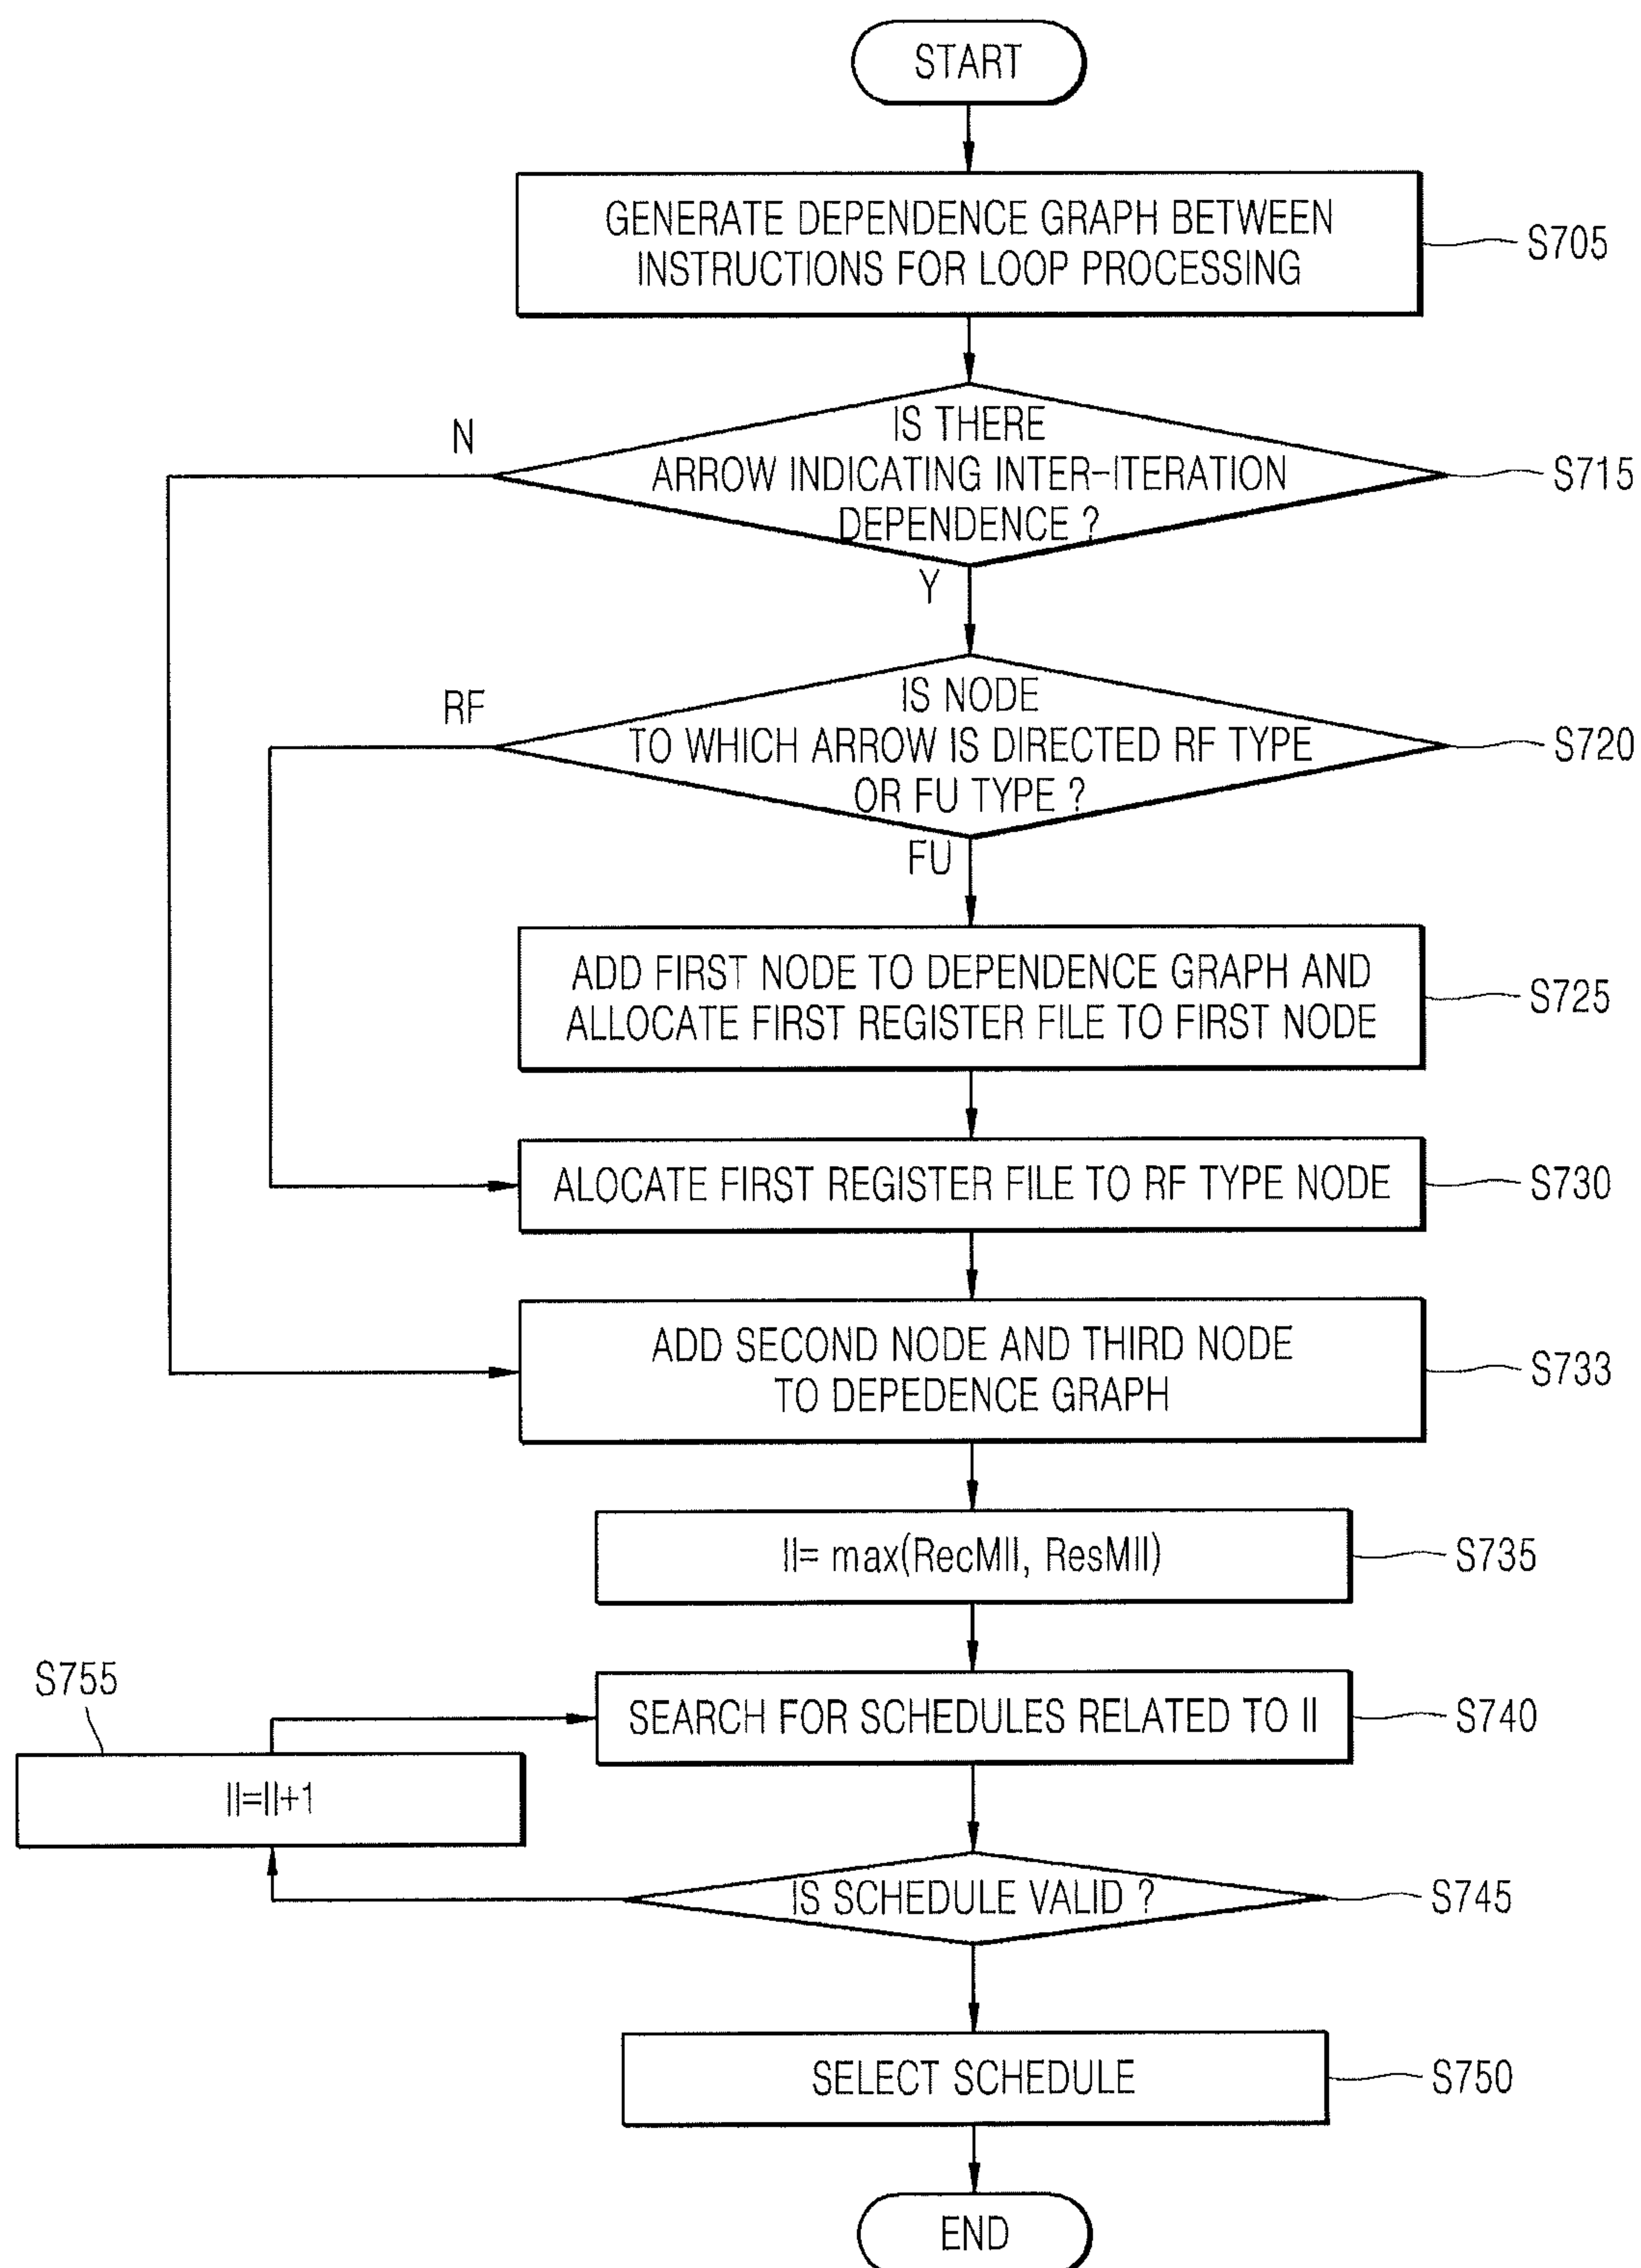 START
GENERATE DEPENDENCE GRAPH BETWEEN
INSTRUCTIONS FOR LOOP PROCESSING
S705
IS THERE
ARROW INDICATING INTER-ITERATION
DEPENDENCE ?
S715
N
Y
IS NODE
TO WHICH ARROW IS DIRECTED RF TYPE
OR FU TYPE ?
S720
RF
FU
ADD FIRST NODE TO DEPENDENCE GRAPH AND
ALLOCATE FIRST REGISTER FILE TO FIRST NODE
S725
ALOCATE FIRST REGISTER FILE TO RF TYPE NODE
S730
ADD SECOND NODE AND THIRD NODE
TO DEPEDENCE GRAPH
S733
II= max(RecMII, ResMII)
S735
SEARCH FOR SCHEDULES RELATED TO II
S740
S755
II=II+1
IS SCHEDULE VALID ?
S745
SELECT SCHEDULE
S750
END